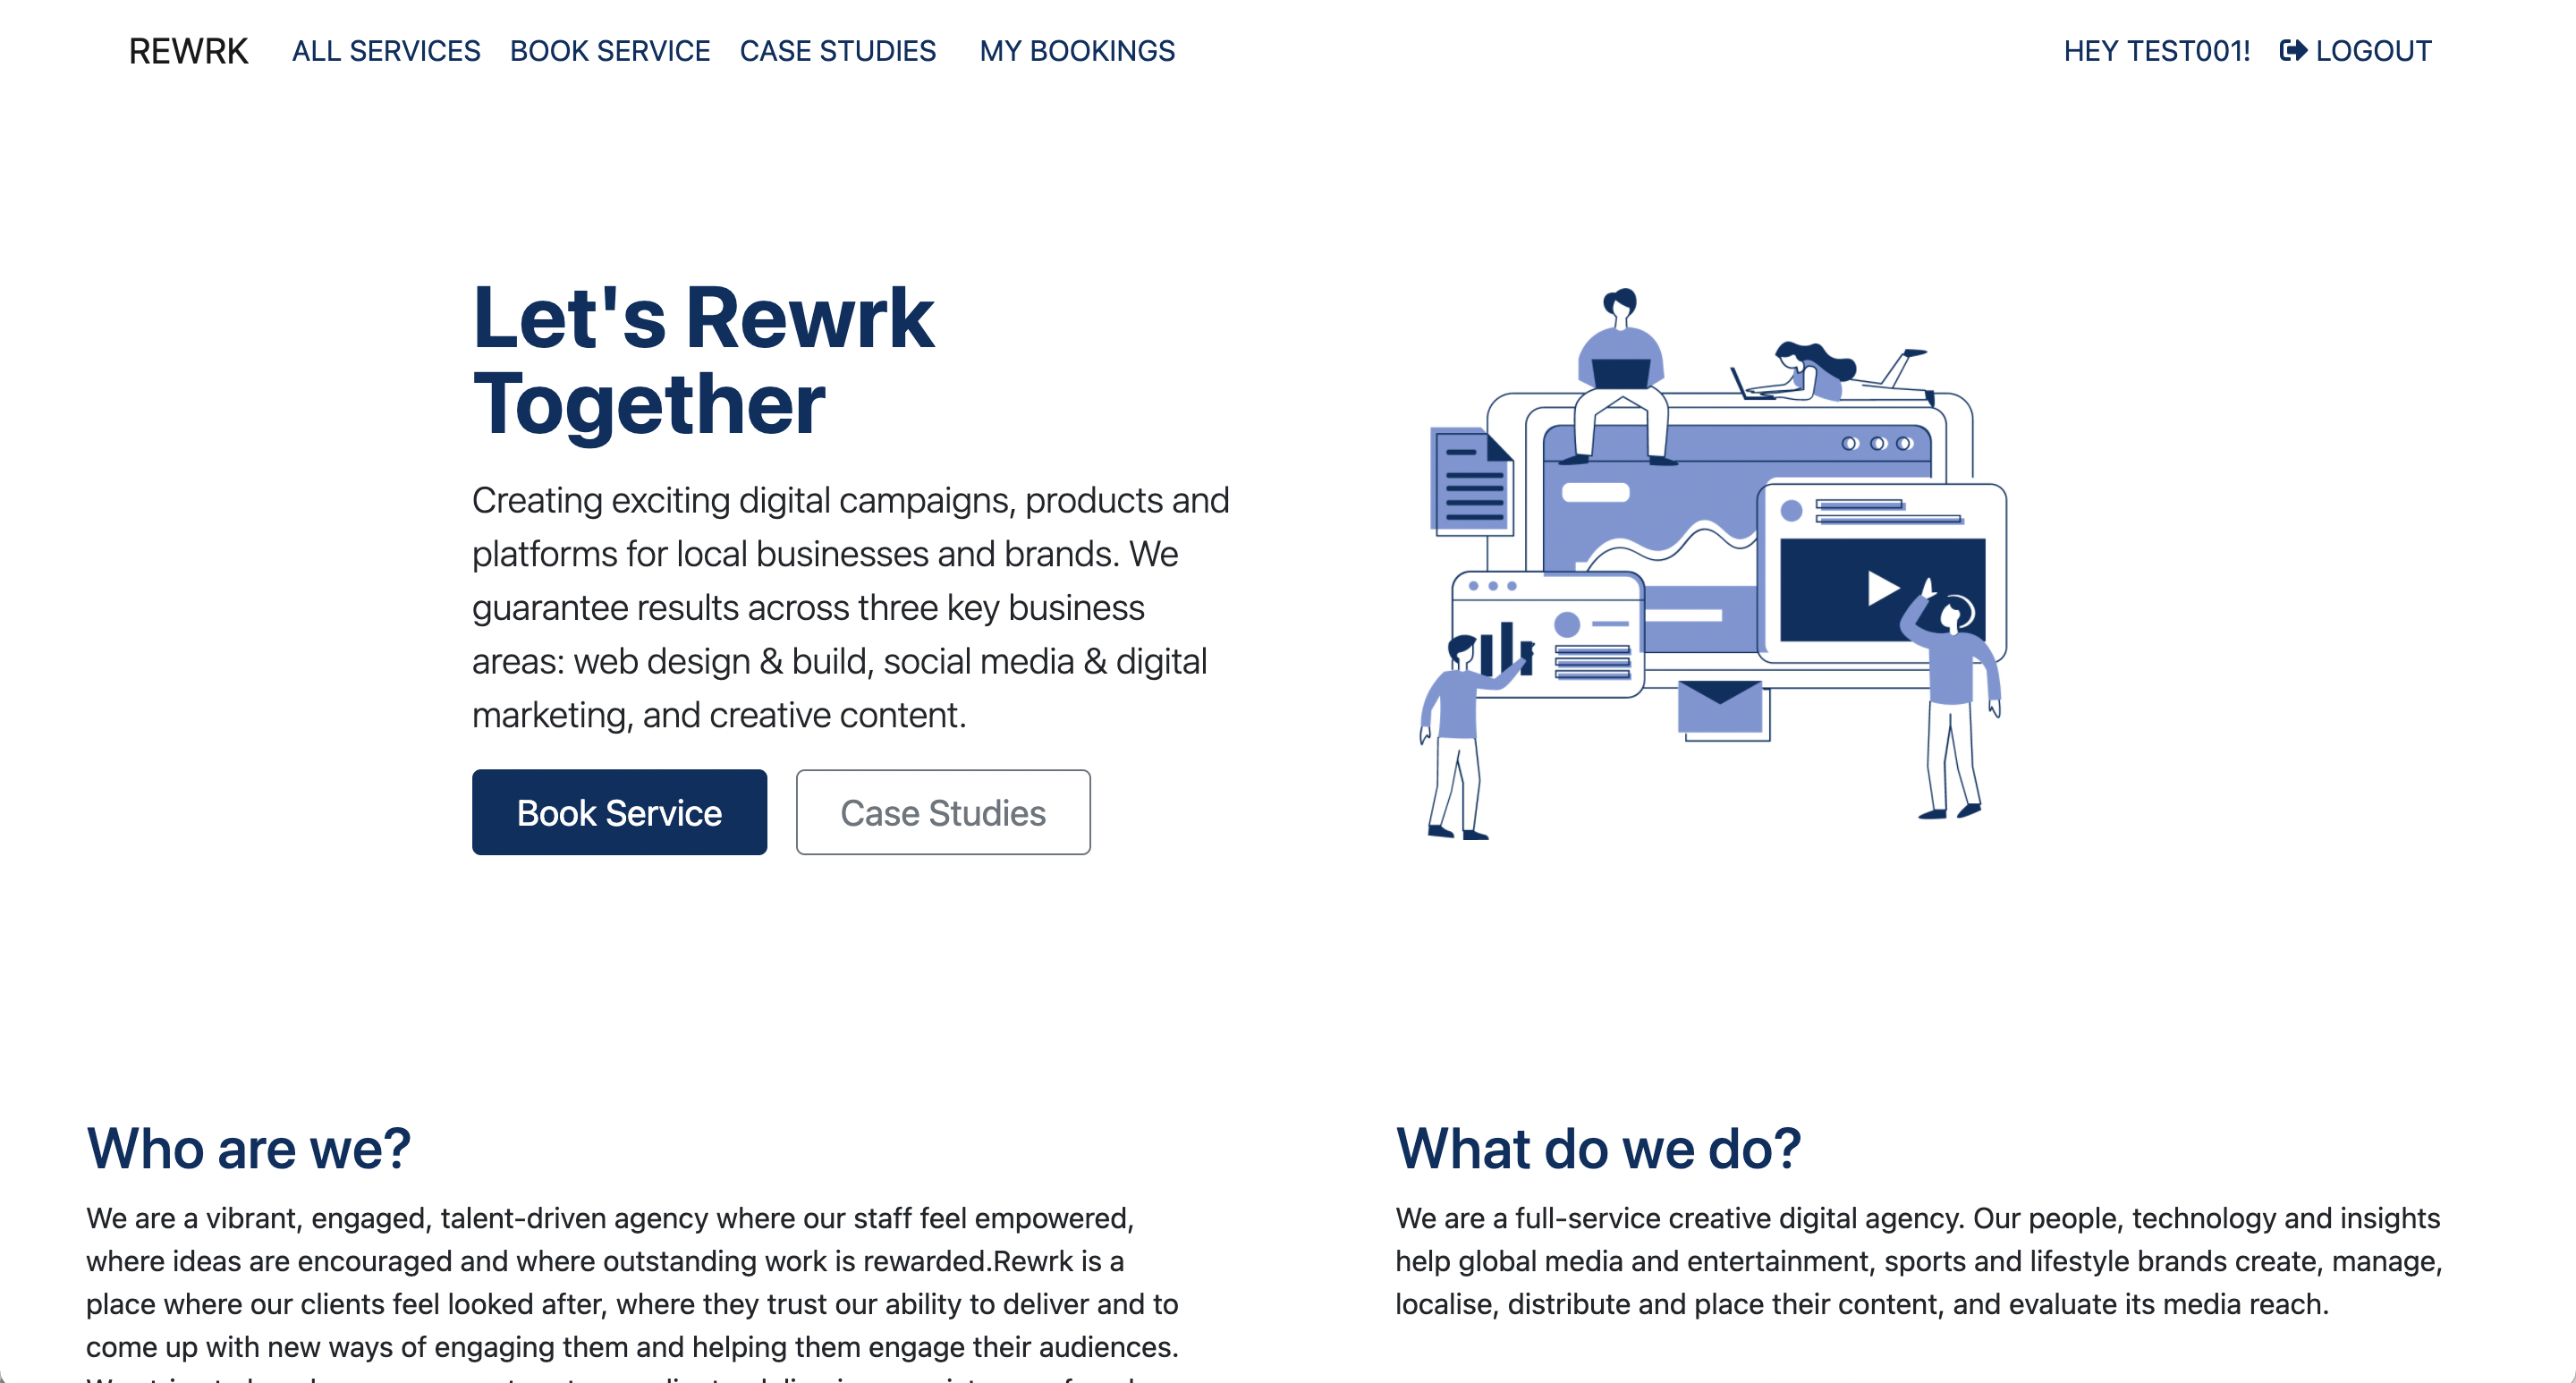 REWRK ALL SERVICES BOOK SERVICE CASE STUDIES MY BOOKINGS HEY TEST001! LOGOUT
Let's Rewrk
Together
Creating exciting digital campaigns, products and
platforms for local businesses and brands. We
guarantee results across three key business
areas: web design & build, social media & digital
marketing, and creative content.
Book Service Case Studies
Who are we?
We are a vibrant, engaged, talent-driven agency where our staff feel empowered,
where ideas are encouraged and where outstanding work is rewarded.Rewrk is a
place where our clients feel looked after, where they trust our ability to deliver and to
come up with new ways of engaging them and helping them engage their audiences.
What do we do?
We are a full-service creative digital agency. Our people, technology and insights
help global media and entertainment, sports and lifestyle brands create, manage,
localise, distribute and place their content, and evaluate its media reach.